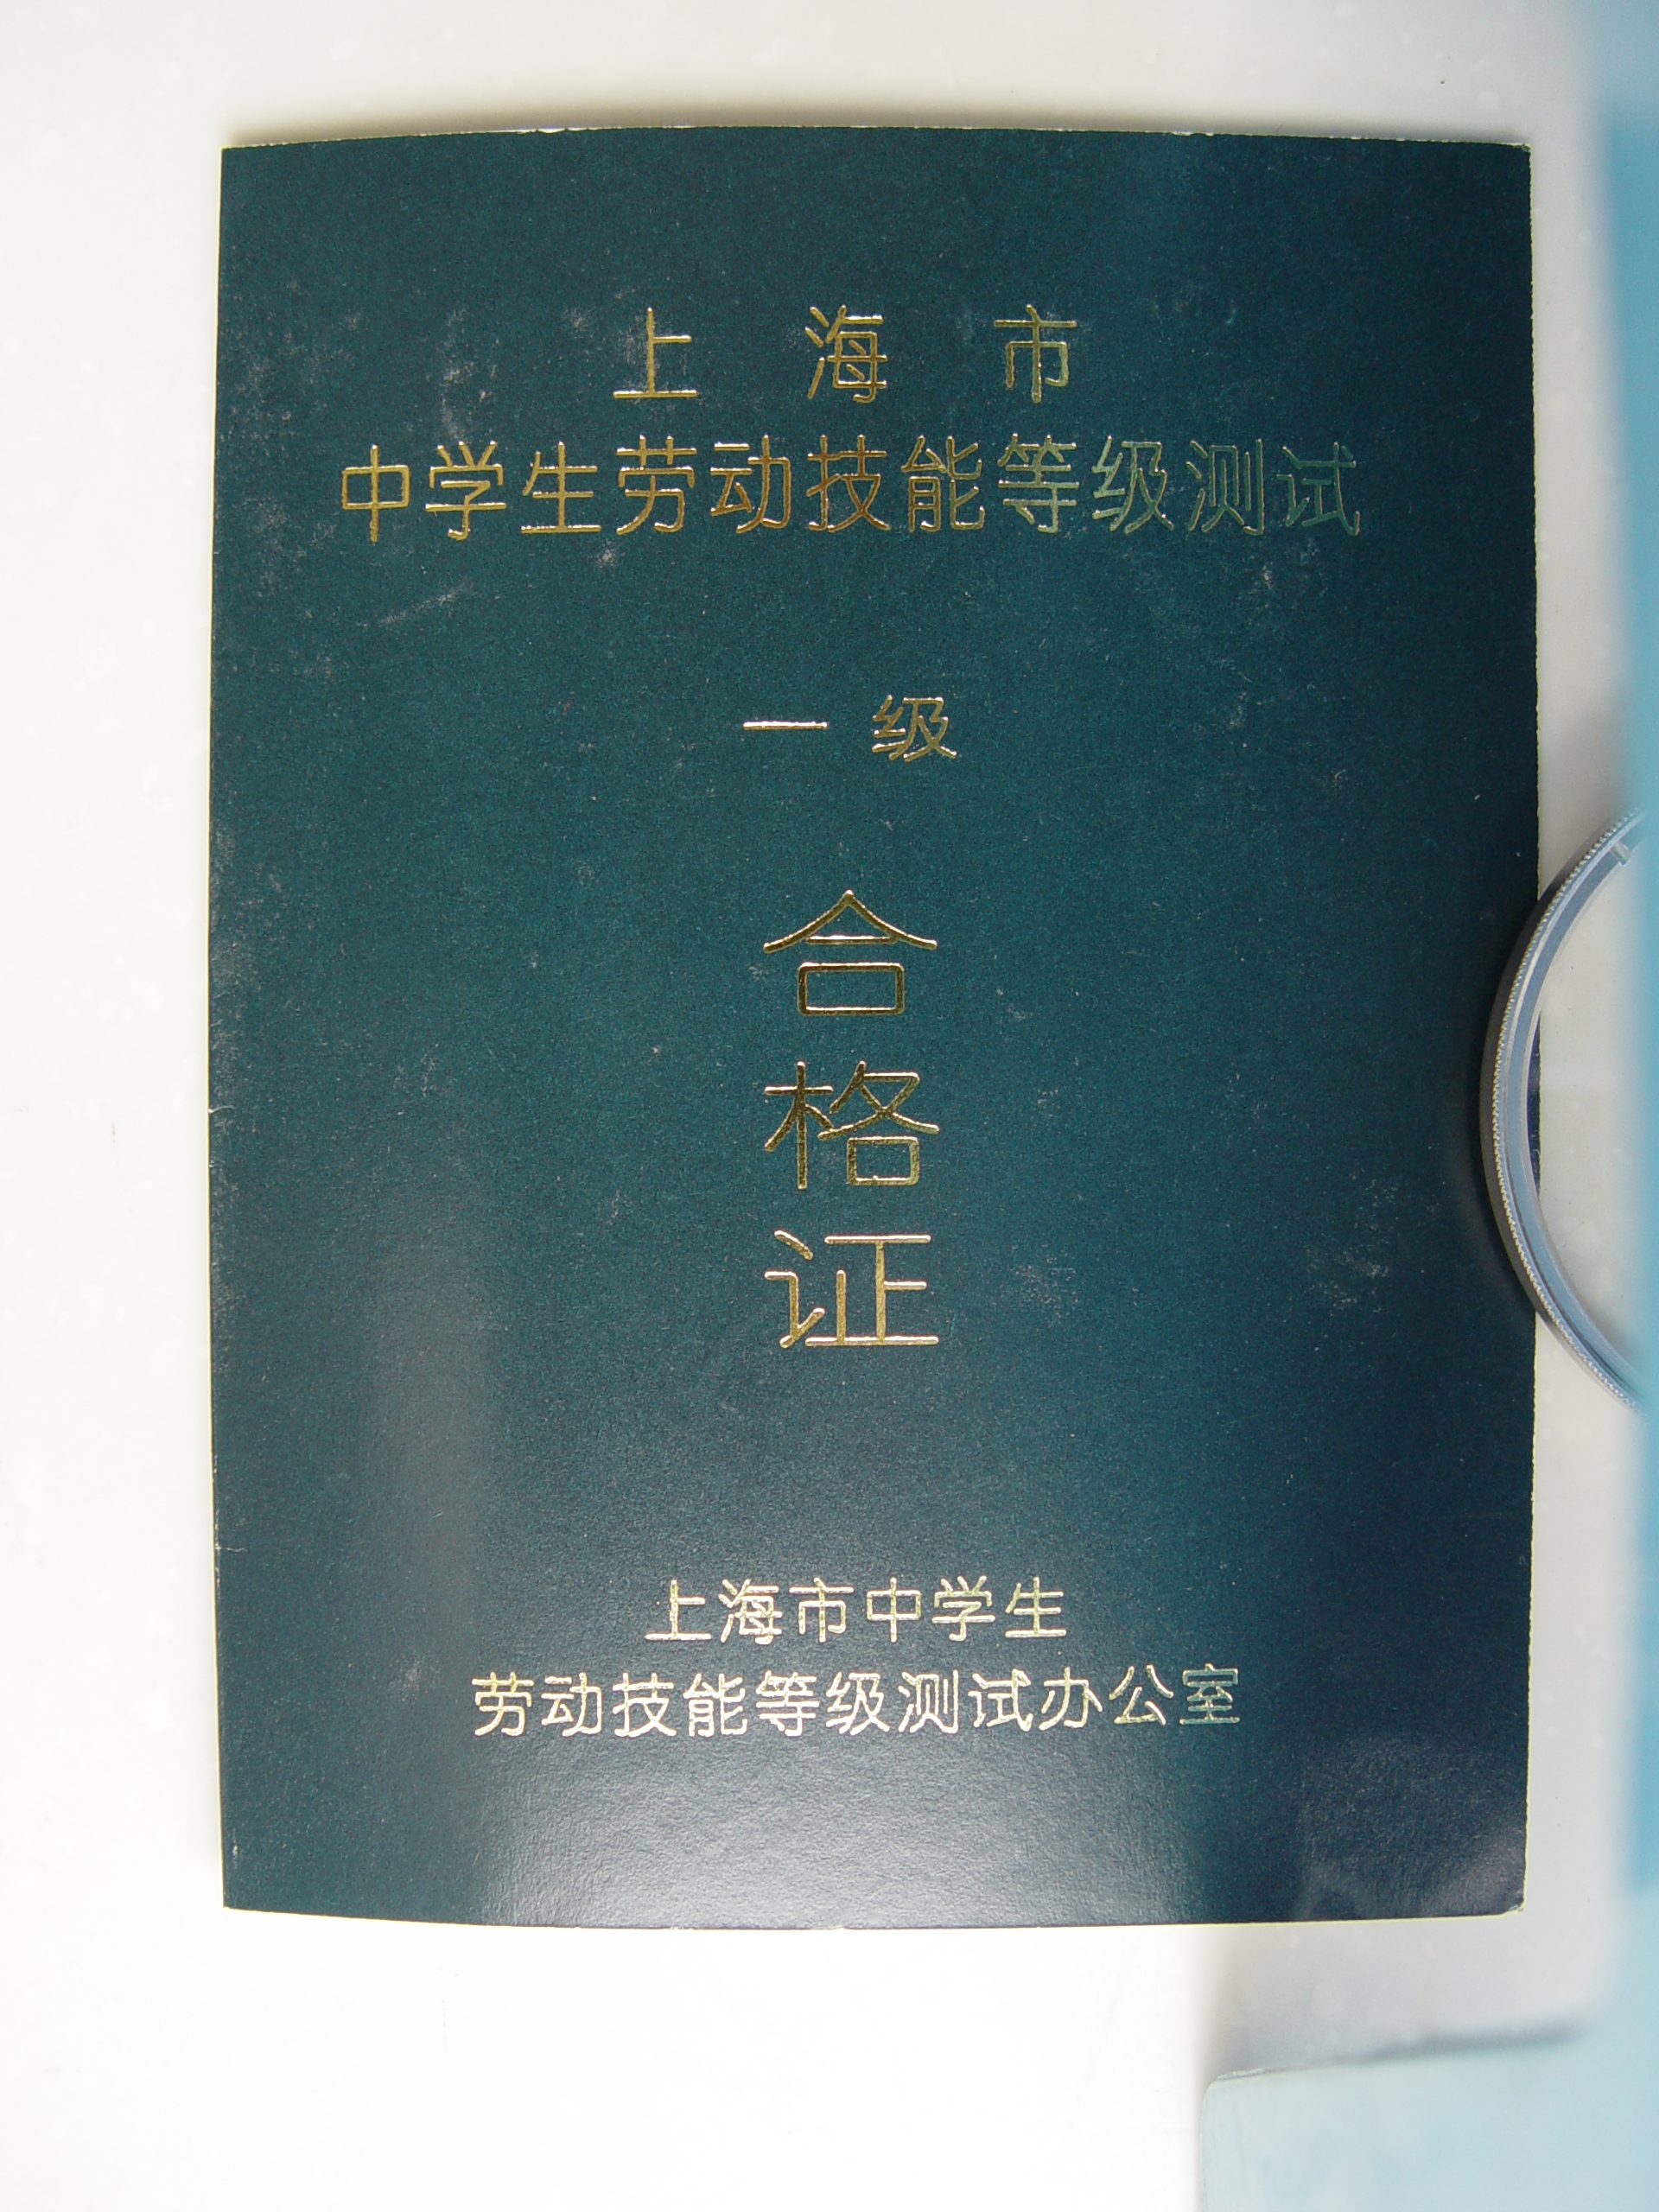 上海市
中学生劳动技能等级测试
一级
合
格
证
上海市中学生
劳动技能等级测试办公室